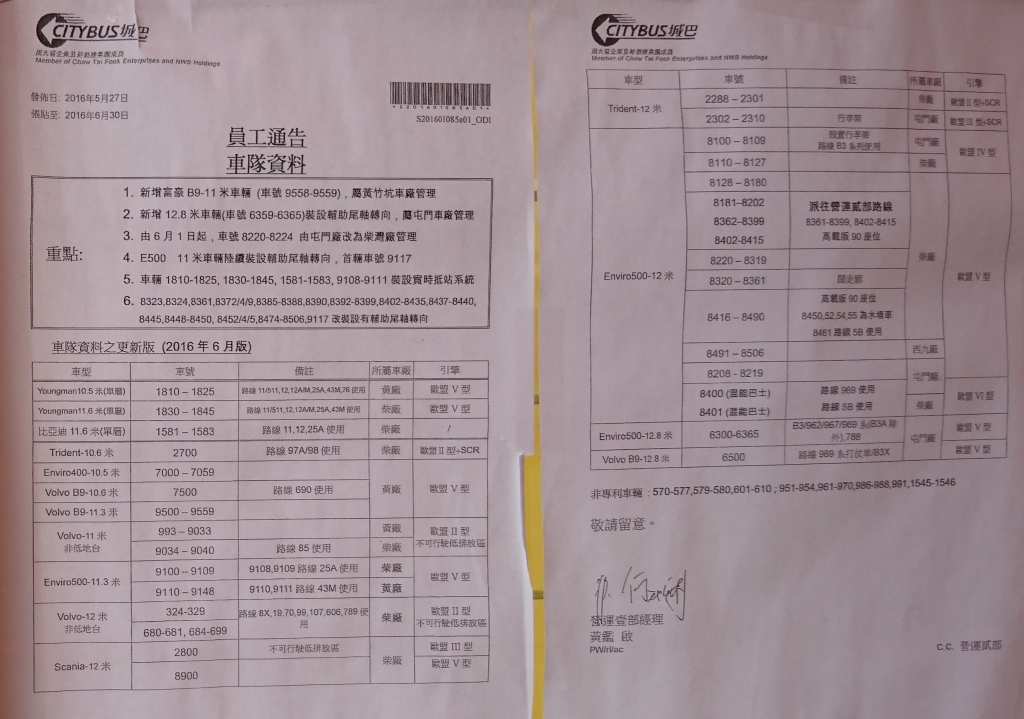 CITYBUS 城巴
周大福企業及新創建集團成員
Member of Chow Tai Fook Enterprises and NWS Holdings
發佈日: 2016年5月27日
張貼至: 2016年6月30日
S201601085a01_OD1
員工通告
車隊資料
重點:
1. 新增富豪 B9-11 米車輛 (車號 9558-9559)，屬黃竹坑車廠管理
2. 新增 12.8 米車輛(車號 6359-6365)裝設輔助尾軸轉向，屬屯門車廠管理
3. 由 6 月 1 日起，車號 8220-8224 由屯門廠改為柴灣廠管理
4. E500 11 米車輛陸續裝設輔助尾軸轉向，首輛車號 9117
5. 車輛 1810-1825, 1830-1845, 1581-1583, 9108-9111 裝設實時抵站系統
6. 8323,8324,8361,8372/4/9,8385-8388,8390,8392-8399,8402-8435,8437-8440,
8445,8448-8450, 8452/4/5,8474-8506,9117 改裝設有輔助尾軸轉向
車隊資料之更新版 (2016 年 6 月版)
車型 車號 備註 所屬車廠 引擎
Youngman10.5 米(單層) 1810 – 1825 路線 11/511,12,12A/M,25A,43M,76 使用 黃廠 歐盟 V 型
Youngman11.6 米(單層) 1830 – 1845 路線 11/511,12,12A/M,25A,43M 使用 柴廠 歐盟 V 型
比亞迪 11.6 米(單層) 1581 – 1583 路線 11,12,25A 使用 柴廠 /
Trident-10.6 米 2700 路線 97A/98 使用 柴廠 歐盟 II 型+SCR
Enviro400-10.5 米 7000 – 7059 黃廠 歐盟 V 型
Volvo B9-10.6 米 7500 路線 690 使用
Volvo B9-11.3 米 9500 – 9559
Volvo-11 米 非低地台 993 – 9033 黃廠 歐盟 II 型 不可行駛低排放區
9034 – 9040 路線 85 使用 柴廠
Enviro500-11.3 米 9100 – 9109 9108,9109 路線 25A 使用 柴廠 歐盟 V 型
9110 – 9148 9110,9111 路線 43M 使用 黃廠
Volvo-12 米 非低地台 324-329 路線 8X,19,70,99,107,606,789 使用 柴廠 歐盟 II 型 不可行駛低排放區
680-681, 684-699
Scania-12 米 2800 不可行駛低排放區 柴廠 歐盟 III 型
8900 歐盟 V 型
CITYBUS 城巴
周大福企業及新創建集團成員
Member of Chow Tai Fook Enterprises and NWS Holdings
車型 車號 備註 所屬車廠 引擎
Trident-12 米 2288 – 2301 柴廠 歐盟 II 型+SCR
2302 – 2310 行李架 屯門廠 歐盟 III 型+SCR
Enviro500-12 米 8100 – 8109 設置行李架 路線 B3 系列使用 屯門廠 歐盟 IV 型
8110 – 8127 柴廠
8128 – 8180 柴廠 歐盟 V 型
8181–8202 派往營運貳部路線
8362–8399 8361-8399, 8402-8415
8402-8415 高載版 90 座位
8220 – 8319
8320 – 8361 闊走廊
8416 – 8490 高載版 90 座位
8450,52,54,55 為水塘車
8461 路線 5B 使用
8491 – 8506 西九廠
8208 – 8219 屯門廠
8400 (混能巴士) 路線 969 使用 歐盟 VI 型
8401 (混能巴士) 路線 5B 使用 柴廠
Enviro500-12.8 米 6300-6365 B3/962/967/969 系(B3A 除外),788 屯門廠 歐盟 V 型
Volvo B9-12.8 米 6500 路線 969 系打仗車/B3X 歐盟 V 型
非專利車輛：570-577,579-580,601-610 ; 951-954,961-970,986-988,991,1545-1546
敬請留意。
營運壹部經理
黃鑑 啟
PW/ri/ac
C.C. 營運貳部